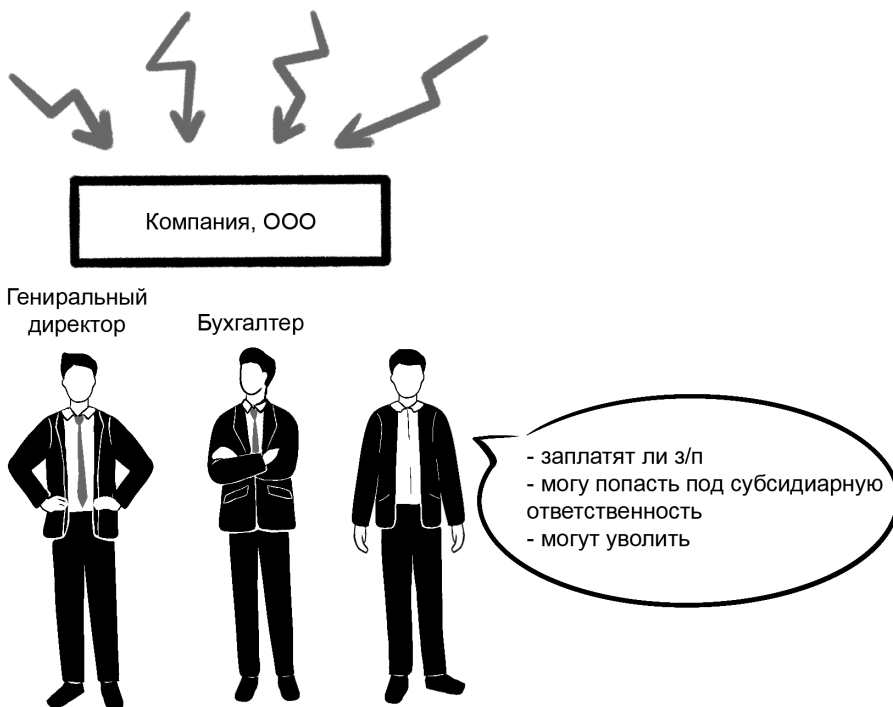 Компания, ООО
Гениральный
директор
Бухгалтер
- заплатят ли з/п
- могу попасть под субсидиарную
ответственность
- могут уволить